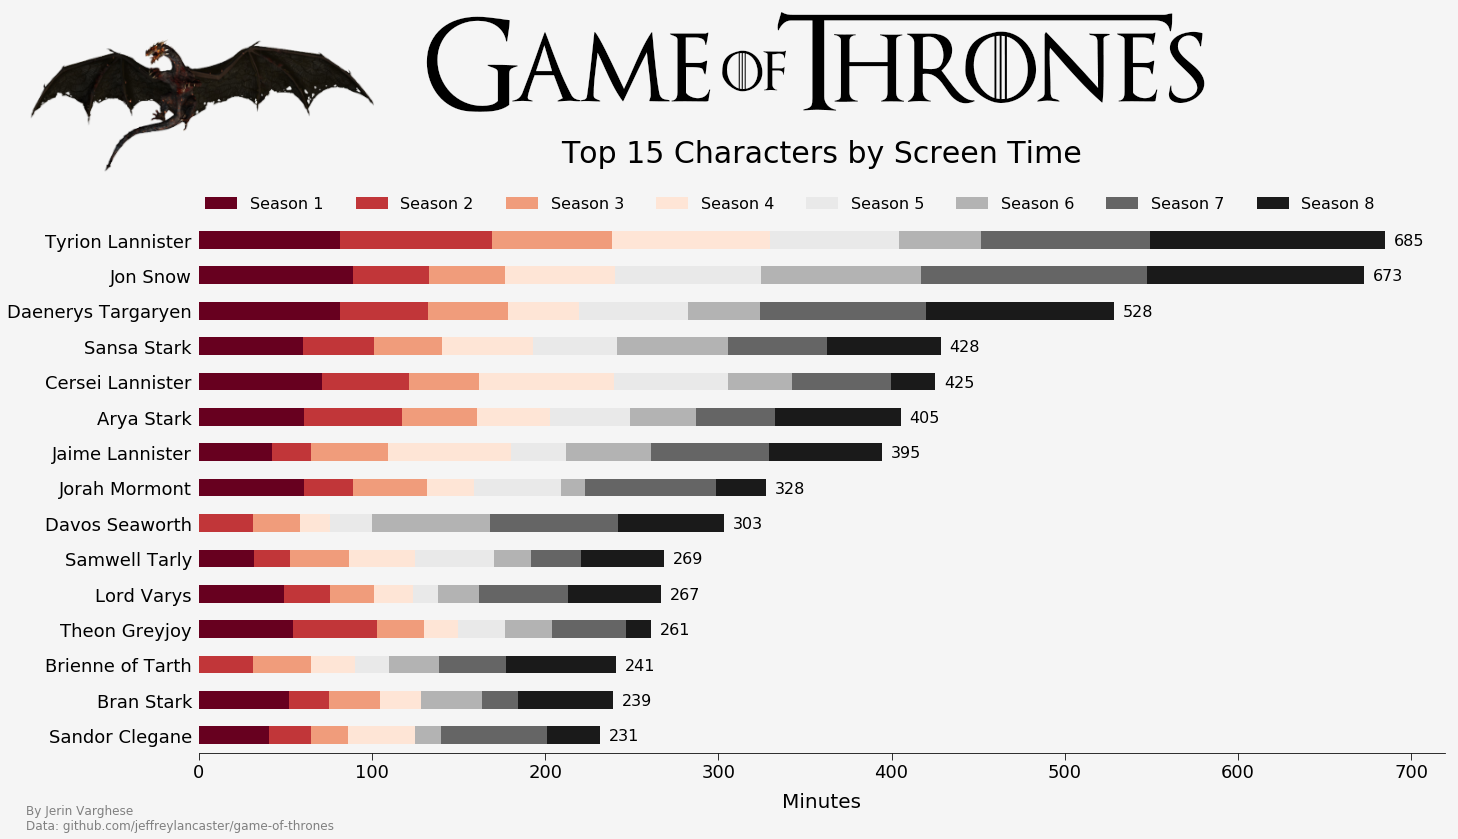 GAME OF THRONES
Top 15 Characters by Screen Time
Season 1 Season 2 Season 3 Season 4 Season 5 Season 6 Season 7 Season 8
Tyrion Lannister 685
Jon Snow 673
Daenerys Targaryen 528
Sansa Stark 428
Cersei Lannister 425
Arya Stark 405
Jaime Lannister 395
Jorah Mormont 328
Davos Seaworth 303
Samwell Tarly 269
Lord Varys 267
Theon Greyjoy 261
Brienne of Tarth 241
Bran Stark 239
Sandor Clegane 231
0 100 200 300 400 500 600 700
Minutes
By Jerin Varghese
Data: github.com/jeffreylancaster/game-of-thrones